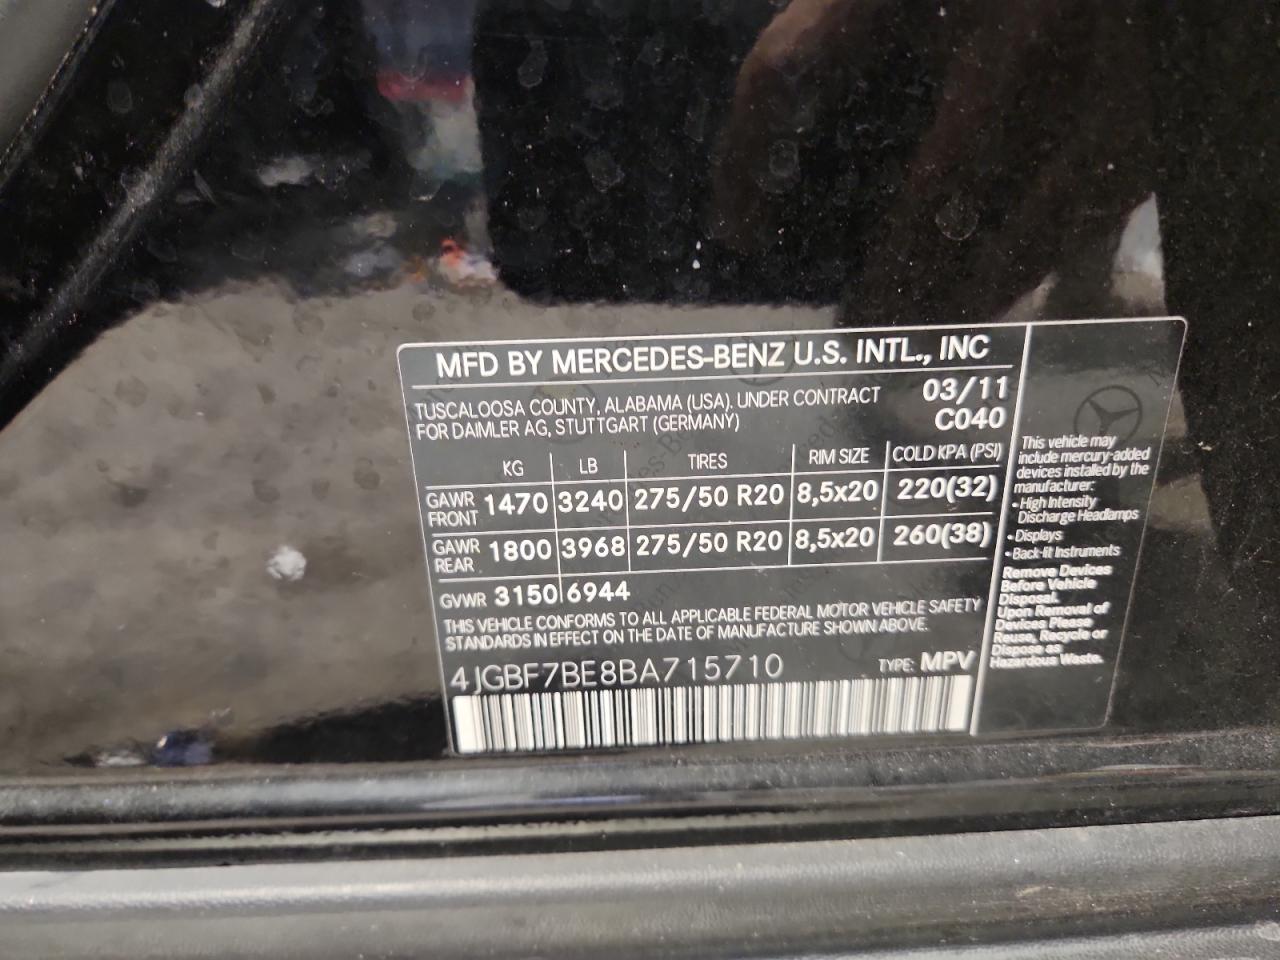 MFD BY MERCEDES-BENZ U.S. INTL., INC
TUSCALOOSA COUNTY, ALABAMA (USA). UNDER CONTRACT
FOR DAIMLER AG, STUTTGART (GERMANY)
03/11
C040
KG LB TIRES RIM SIZE COLD KPA (PSI)
GAWR FRONT 1470 3240 275/50 R20 8,5x20 220(32)
GAWR REAR 1800 3968 275/50 R20 8,5x20 260(38)
GVWR 3150 6944
THIS VEHICLE CONFORMS TO ALL APPLICABLE FEDERAL MOTOR VEHICLE SAFETY
STANDARDS IN EFFECT ON THE DATE OF MANUFACTURE SHOWN ABOVE.
4JGBF7BE8BA715710 TYPE: MPV
This vehicle may
include mercury-added
devices installed by the
manufacturer:
• High Intensity
Discharge Headlamps
• Displays
• Back-lit Instruments
Remove Devices
Before Vehicle
Disposal.
Upon Removal of
Devices Please
Reuse, Recycle or
Dispose as
Hazardous Waste.